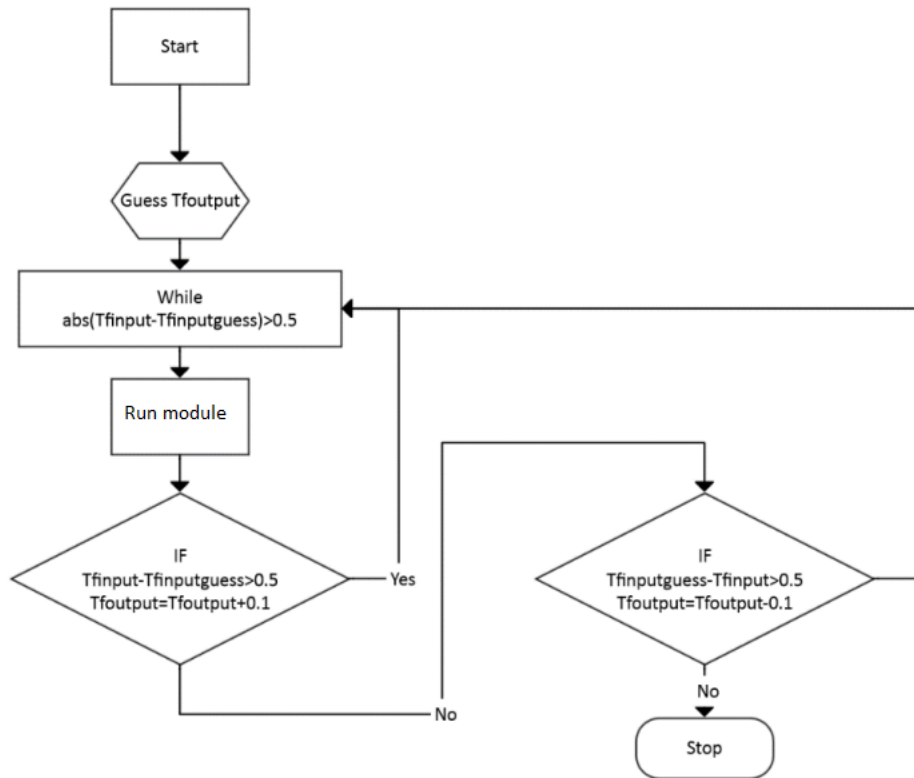 Start
Guess Tfoutput
While
abs(Tfinput-Tfinputguess)>0.5
Run module
IF
Tfinput-Tfinputguess>0.5
Tfoutput=Tfoutput+0.1
Yes
No
IF
Tfinputguess-Tfinput>0.5
Tfoutput=Tfoutput-0.1
No
Stop